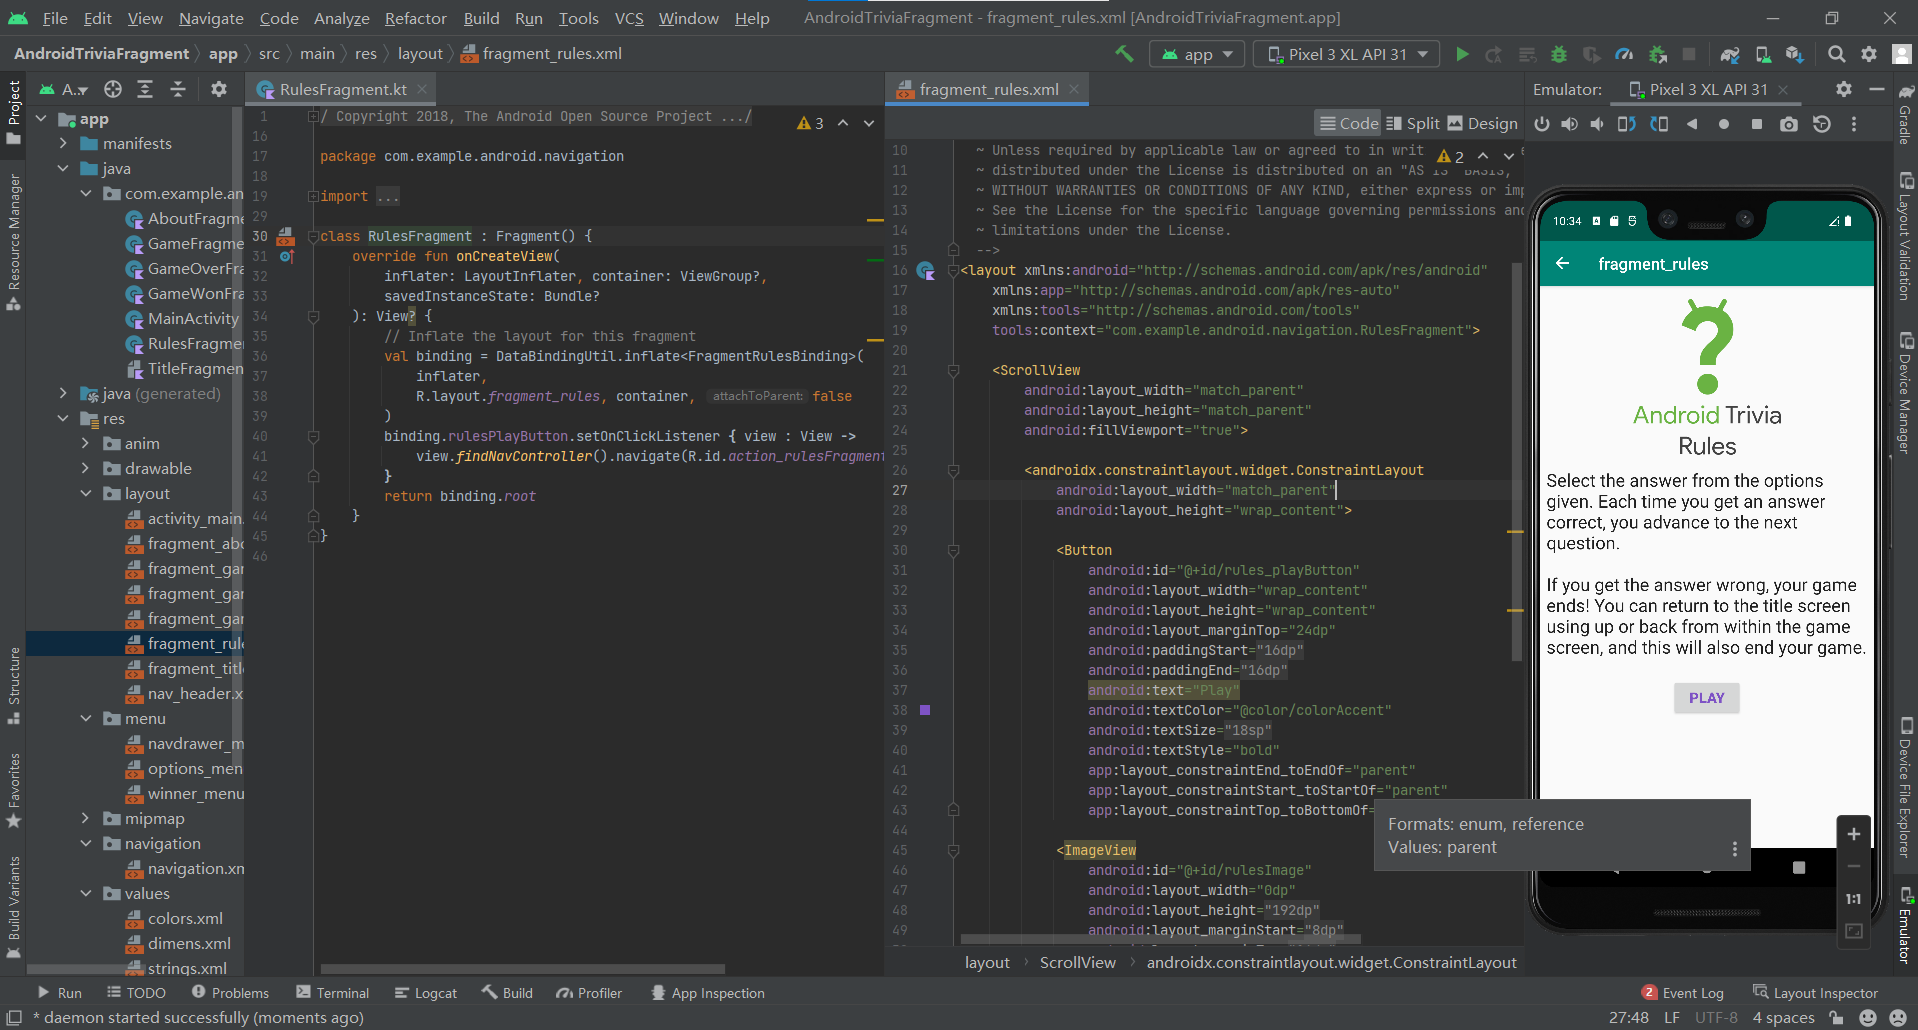 File Edit View Navigate Code Analyze Refactor Build Run Tools VCS Window Help AndroidTriviaFragment - fragment_rules.xml [AndroidTriviaFragment.app]
AndroidTriviaFragment app src main res layout fragment_rules.xml app Pixel 3 XL API 31
Project
Resource Manager
Structure
Favorites
Build Variants
A..
app
manifests
java
com.example.an
AboutFragme
GameFragme
GameOverFra
GameWonFra
MainActivity
RulesFragme
TitleFragmen
java (generated)
res
anim
drawable
layout
activity_main.
fragment_abo
fragment_gar
fragment_gar
fragment_gar
fragment_rule
fragment_titl
nav_header.x
menu
navdrawer_m
options_men
winner_menu
mipmap
navigation
navigation.xm
values
colors.xml
dimens.xml
strings.xml
RulesFragment.kt
3
1 / Copyright 2018, The Android Open Source Project .../
16
17 package com.example.android.navigation
18
19 import ...
29
30 class RulesFragment : Fragment() {
31 override fun onCreateView(
32 inflater: LayoutInflater, container: ViewGroup?,
33 savedInstanceState: Bundle?
34 ): View? {
35 // Inflate the layout for this fragment
36 val binding = DataBindingUtil.inflate<FragmentRulesBinding>(
37 inflater,
38 R.layout.fragment_rules, container, attachToParent: false
39 )
40 binding.rulesPlayButton.setOnClickListener { view : View ->
41 view.findNavController().navigate(R.id.action_rulesFragment
42 }
43 return binding.root
44 }
45 }
46
fragment_rules.xml
Code Split Design
2
10 ~ Unless required by applicable law or agreed to in writ
11 ~ distributed under the License is distributed on an "AS IS" BASIS,
12 ~ WITHOUT WARRANTIES OR CONDITIONS OF ANY KIND, either express or imp
13 ~ See the License for the specific language governing permissions and
14 ~ limitations under the License.
15 -->
16 <layout xmlns:android="http://schemas.android.com/apk/res/android"
17 xmlns:app="http://schemas.android.com/apk/res-auto"
18 xmlns:tools="http://schemas.android.com/tools"
19 tools:context="com.example.android.navigation.RulesFragment">
20
21 <ScrollView
22 android:layout_width="match_parent"
23 android:layout_height="match_parent"
24 android:fillViewport="true">
25
26 <androidx.constraintlayout.widget.ConstraintLayout
27 android:layout_width="match_parent"
28 android:layout_height="wrap_content">
29
30 <Button
31 android:id="@+id/rules_playButton"
32 android:layout_width="wrap_content"
33 android:layout_height="wrap_content"
34 android:layout_marginTop="24dp"
35 android:paddingStart="16dp"
36 android:paddingEnd="16dp"
37 android:text="Play"
38 android:textColor="@color/colorAccent"
39 android:textSize="18sp"
40 android:textStyle="bold"
41 app:layout_constraintEnd_toEndOf="parent"
42 app:layout_constraintStart_toStartOf="parent"
43 app:layout_constraintTop_toBottomOf=
44
45 <ImageView
46 android:id="@+id/rulesImage"
47 android:layout_width="0dp"
48 android:layout_height="192dp"
49 android:layout_marginStart="8dp"
Formats: enum, reference
Values: parent
layout ScrollView androidx.constraintlayout.widget.ConstraintLayout
Emulator: Pixel 3 XL API 31
10:34
fragment_rules
Android Trivia
Rules
Select the answer from the options
given. Each time you get an answer
correct, you advance to the next
question.
If you get the answer wrong, your game
ends! You can return to the title screen
using up or back from within the game
screen, and this will also end your game.
PLAY
1:1
Gradle
Layout Validation
Device Manager
Device File Explorer
Emulator
Run TODO Problems Terminal Logcat Build Profiler App Inspection 2 Event Log Layout Inspector
* daemon started successfully (moments ago) 27:48 LF UTF-8 4 spaces